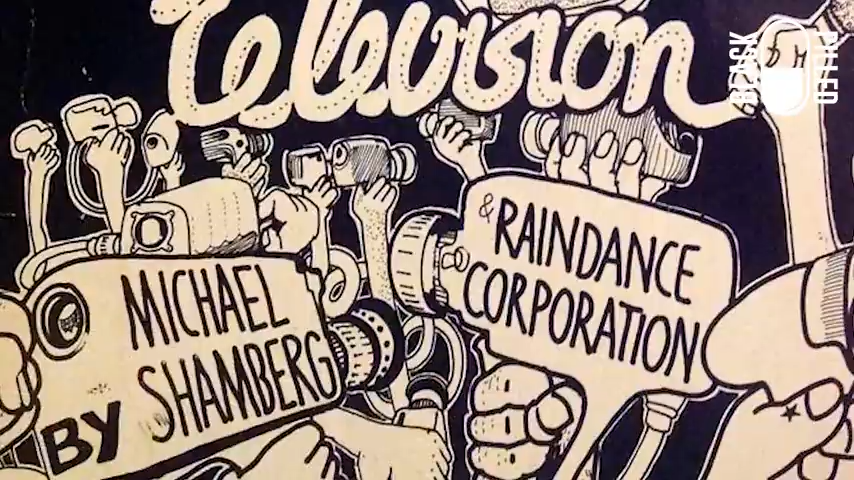 Television
BY
MICHAEL
SHAMBERG
& RAINDANCE
CORPORATION